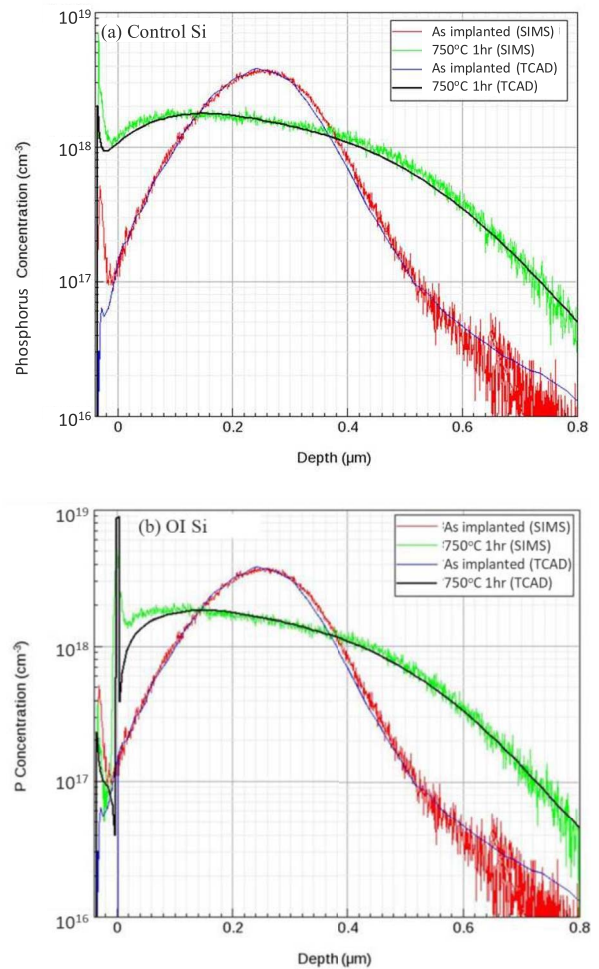 10¹⁹
(a) Control Si
As implanted (SIMS)
750°C 1hr (SIMS)
As implanted (TCAD)
750°C 1hr (TCAD)
10¹⁸
10¹⁷
10¹⁶
Phosphorus Concentration (cm⁻³)
0 0.2 0.4 0.6 0.8
Depth (μm)
10¹⁹
(b) OI Si
As implanted (SIMS)
750°C 1hr (SIMS)
As implanted (TCAD)
750°C 1hr (TCAD)
10¹⁸
10¹⁷
10¹⁶
P Concentration (cm⁻³)
0 0.2 0.4 0.6 0.8
Depth (μm)